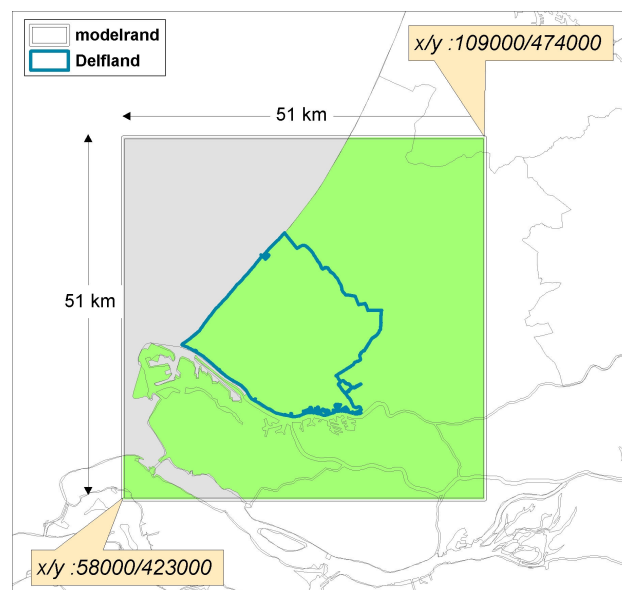 modelrand
Delfland
x/y :109000/474000
51 km
51 km
x/y :58000/423000